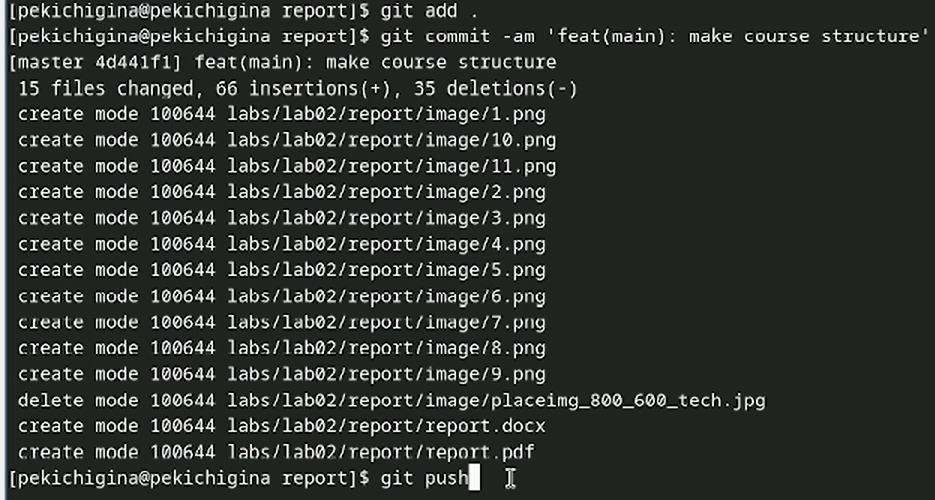 [pekichigina@pekichigina report]$ git add .
[pekichigina@pekichigina report]$ git commit -am 'feat(main): make course structure'
[master 4d441f1] feat(main): make course structure
 15 files changed, 66 insertions(+), 35 deletions(-)
 create mode 100644 labs/lab02/report/image/1.png
 create mode 100644 labs/lab02/report/image/10.png
 create mode 100644 labs/lab02/report/image/11.png
 create mode 100644 labs/lab02/report/image/2.png
 create mode 100644 labs/lab02/report/image/3.png
 create mode 100644 labs/lab02/report/image/4.png
 create mode 100644 labs/lab02/report/image/5.png
 create mode 100644 labs/lab02/report/image/6.png
 create mode 100644 labs/lab02/report/image/7.png
 create mode 100644 labs/lab02/report/image/8.png
 create mode 100644 labs/lab02/report/image/9.png
 delete mode 100644 labs/lab02/report/image/placeimg_800_600_tech.jpg
 create mode 100644 labs/lab02/report/report.docx
 create mode 100644 labs/lab02/report/report.pdf
[pekichigina@pekichigina report]$ git push